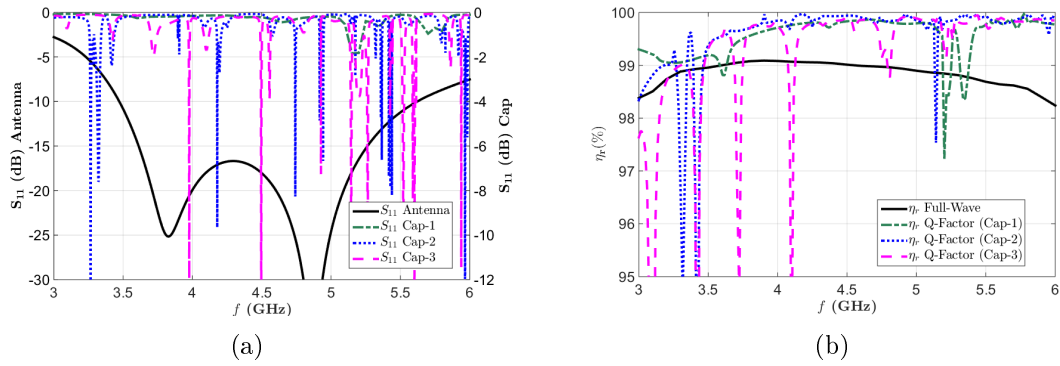 0
-5
-10
-15
-20
-25
-30
S11 (dB) Antenna
0
-2
-4
-6
-8
-10
-12
S11 (dB) Cap
S11 Antenna
S11 Cap-1
S11 Cap-2
S11 Cap-3
3 3.5 4 4.5 5 5.5 6
f (GHz)
(a)
100
99
98
97
96
95
ηr(%)
ηr Full-Wave
ηr Q-Factor (Cap-1)
ηr Q-Factor (Cap-2)
ηr Q-Factor (Cap-3)
3 3.5 4 4.5 5 5.5 6
f (GHz)
(b)